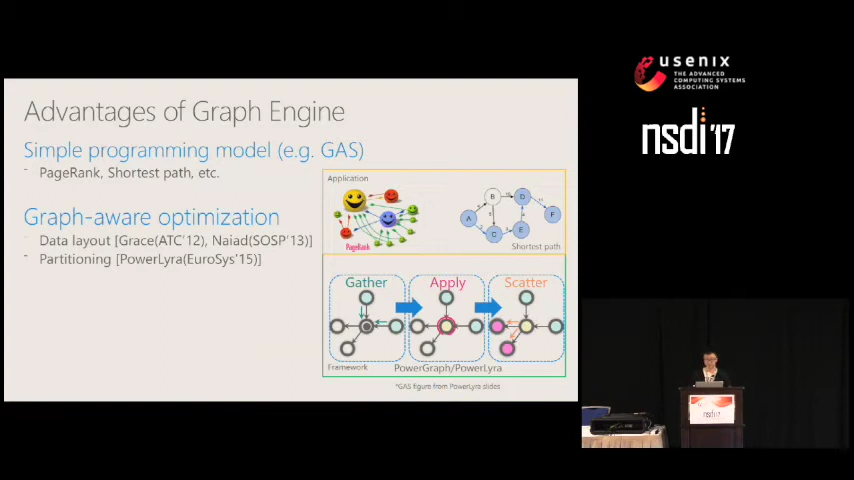 Advantages of Graph Engine
Simple programming model (e.g. GAS)
- PageRank, Shortest path, etc.
Graph-aware optimization
- Data layout [Grace(ATC'12), Naiad(SOSP'13)]
- Partitioning [PowerLyra(EuroSys'15)]
Application
PageRank
A
B
C
D
E
F
Shortest path
Gather
Apply
Scatter
Framework
PowerGraph/PowerLyra
*GAS figure from PowerLyra slides
usenix
THE ADVANCED
COMPUTING SYSTEMS
ASSOCIATION
nsdi '17
nsdi